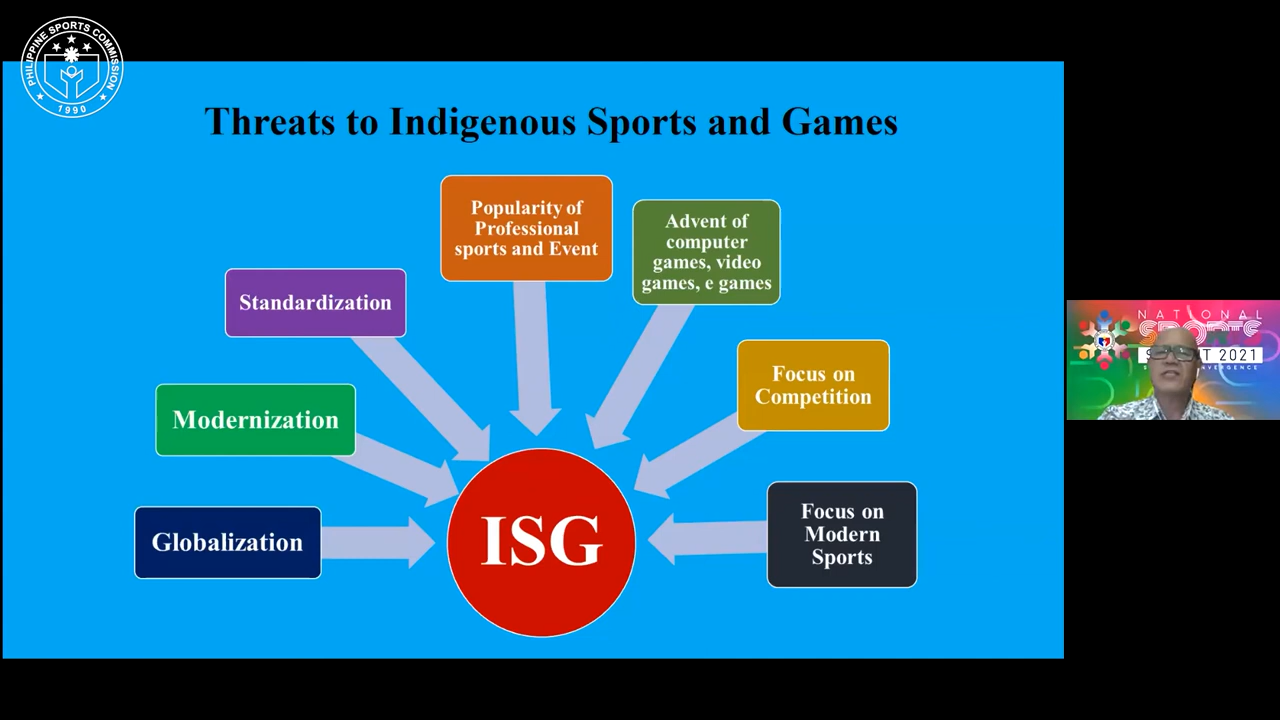 PHILIPPINE SPORTS COMMISSION
1990
Threats to Indigenous Sports and Games
Popularity of
Professional
sports and Event
Advent of
computer
games, video
games, e games
Standardization
Focus on
Competition
Modernization
Focus on
Modern
Sports
Globalization
ISG
NATIONAL
SPORTS
2021